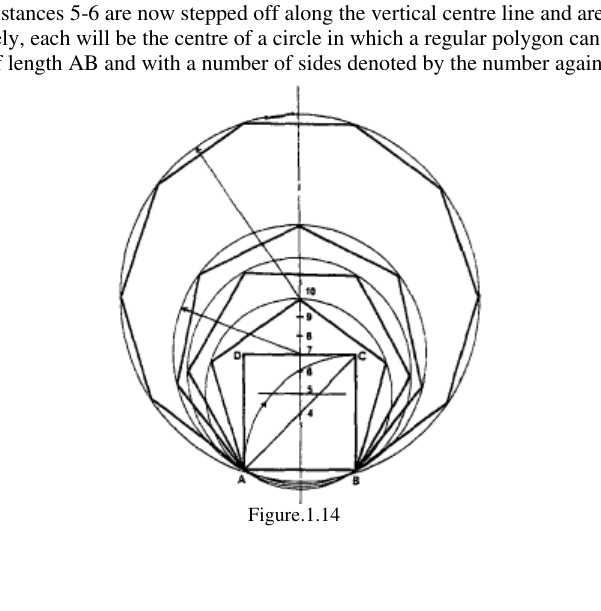 stances 5-6 are now stepped off along the vertical centre line and are
ely, each will be the centre of a circle in which a regular polygon can
f length AB and with a number of sides denoted by the number again
10
9
8
7
D C
6
5
4
A B
Figure.1.14